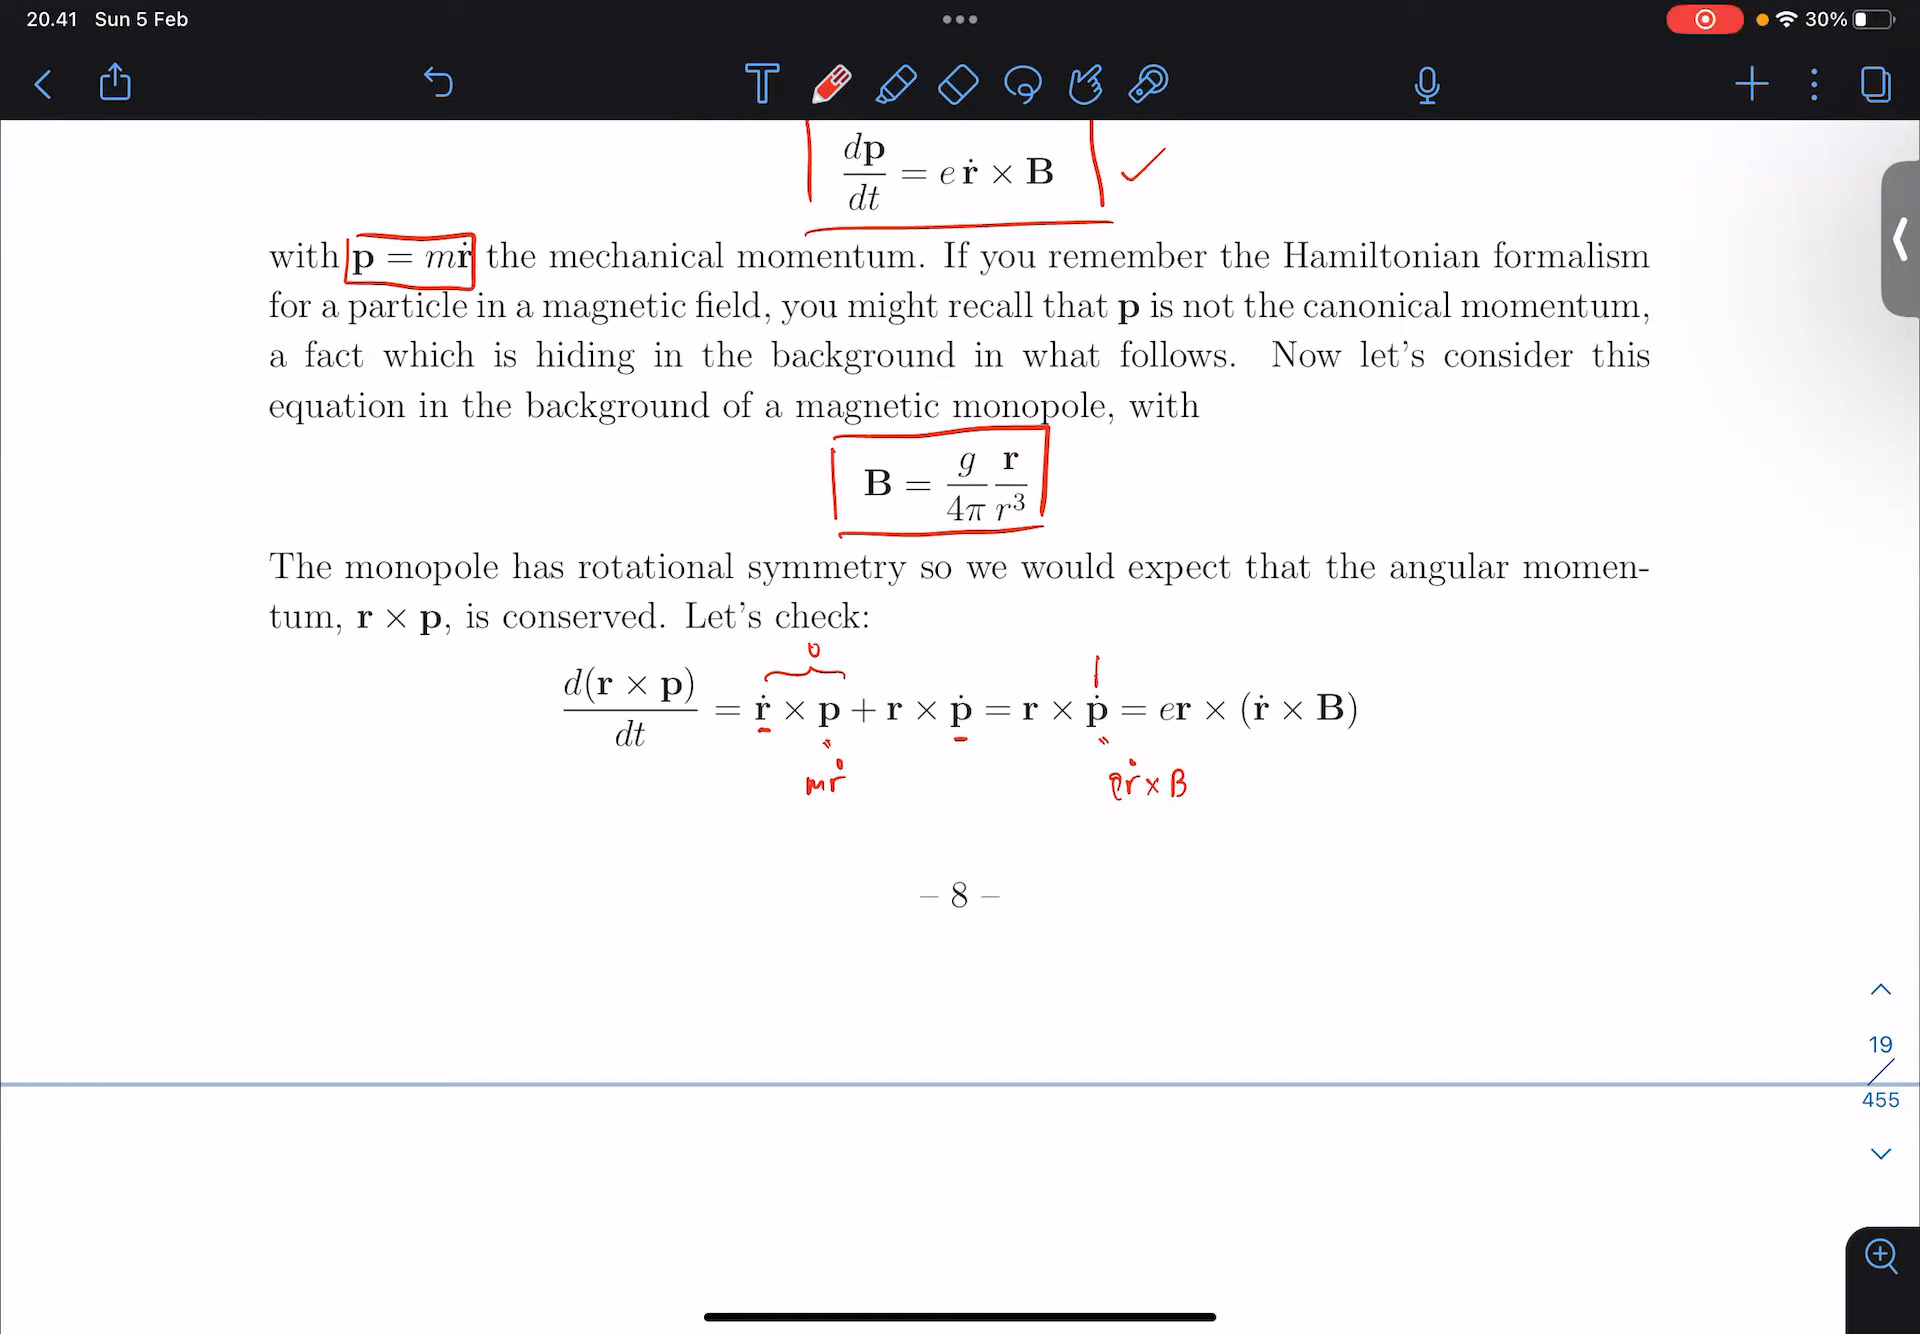 20.41 Sun 5 Feb
30%
d𝐩/dt = e 𝐫̇ × 𝐁 ✓
with 𝐩 = m𝐫̇ the mechanical momentum. If you remember the Hamiltonian formalism
for a particle in a magnetic field, you might recall that 𝐩 is not the canonical momentum,
a fact which is hiding in the background in what follows. Now let's consider this
equation in the background of a magnetic monopole, with
𝐁 = g/4π 𝐫/r³
The monopole has rotational symmetry so we would expect that the angular momen-
tum, 𝐫 × 𝐩, is conserved. Let's check:
0
d(𝐫 × 𝐩)/dt = 𝐫̇ × 𝐩 + 𝐫 × 𝐩̇ = 𝐫 × 𝐩̇ = e𝐫 × (𝐫̇ × 𝐁)
mṙ
eṙ × B
– 8 –
19
/
455